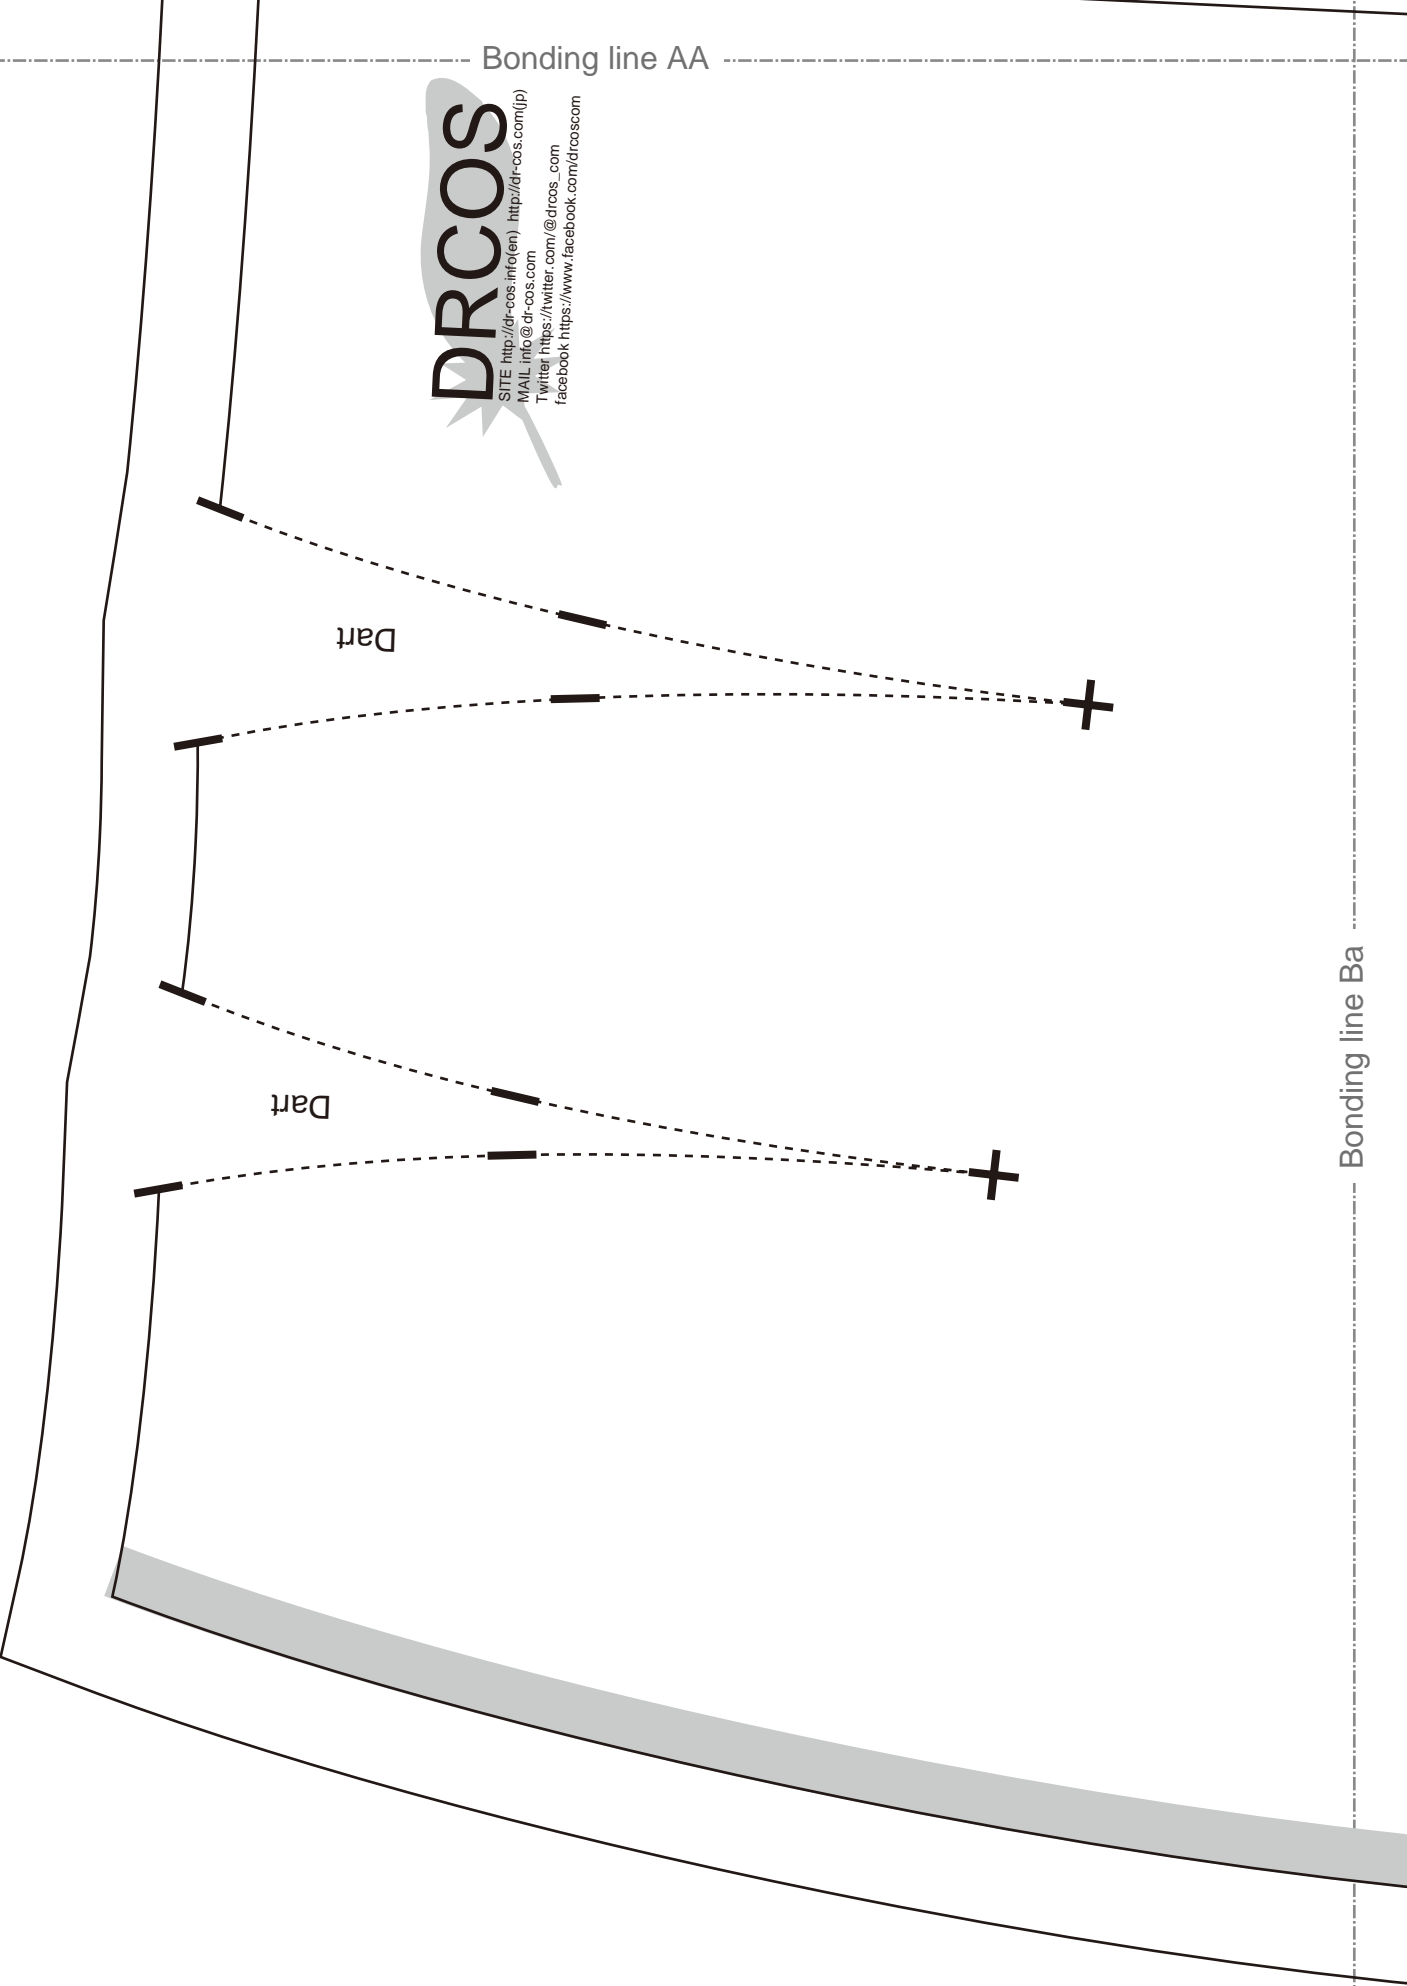 Bonding line AA
DRCOS
SITE http://dr-cos.info(en) http://dr-cos.com(jp)
MAIL info@dr-cos.com
Twitter https://twitter.com/@drcos_com
facebook https://www.facebook.com/drcoscom
Dart
Bonding line Ba
Dart